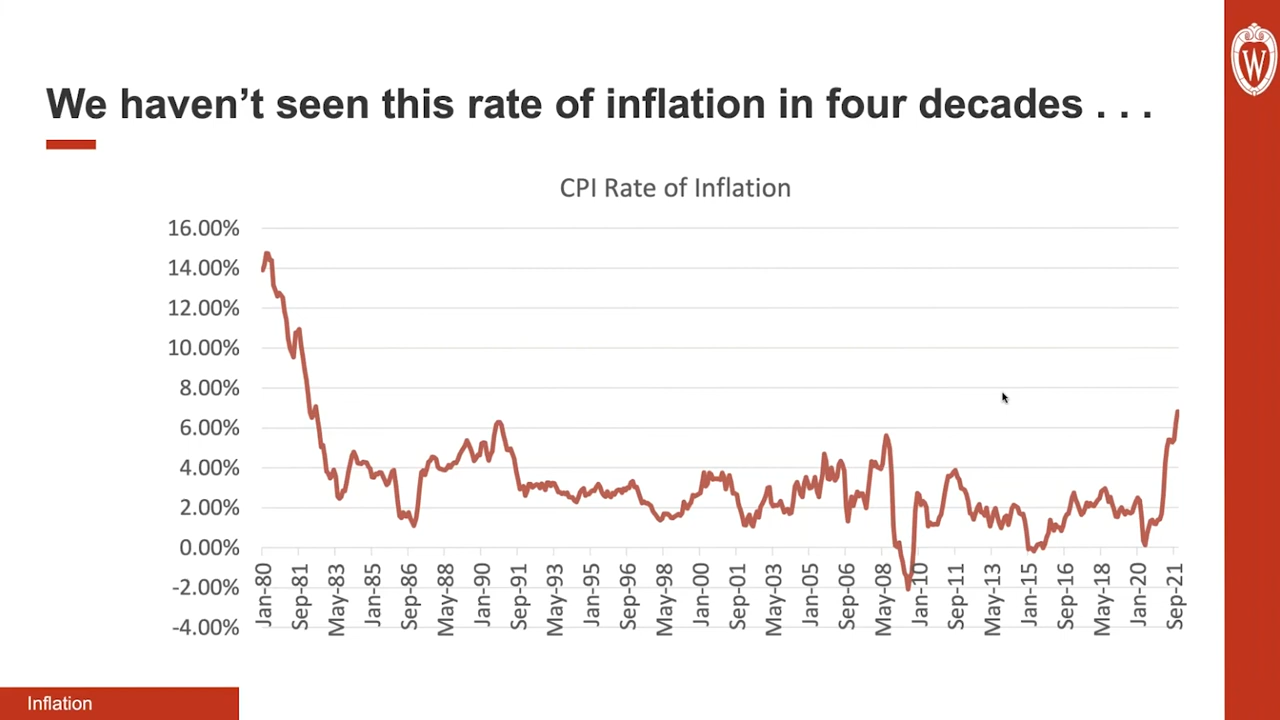 We haven’t seen this rate of inflation in four decades . . .
W
CPI Rate of Inflation
16.00%
14.00%
12.00%
10.00%
8.00%
6.00%
4.00%
2.00%
0.00%
-2.00%
-4.00%
Jan-80
Sep-81
May-83
Jan-85
Sep-86
May-88
Jan-90
Sep-91
May-93
Jan-95
Sep-96
May-98
Jan-00
Sep-01
May-03
Jan-05
Sep-06
May-08
Jan-10
Sep-11
May-13
Jan-15
Sep-16
May-18
Jan-20
Sep-21
Inflation